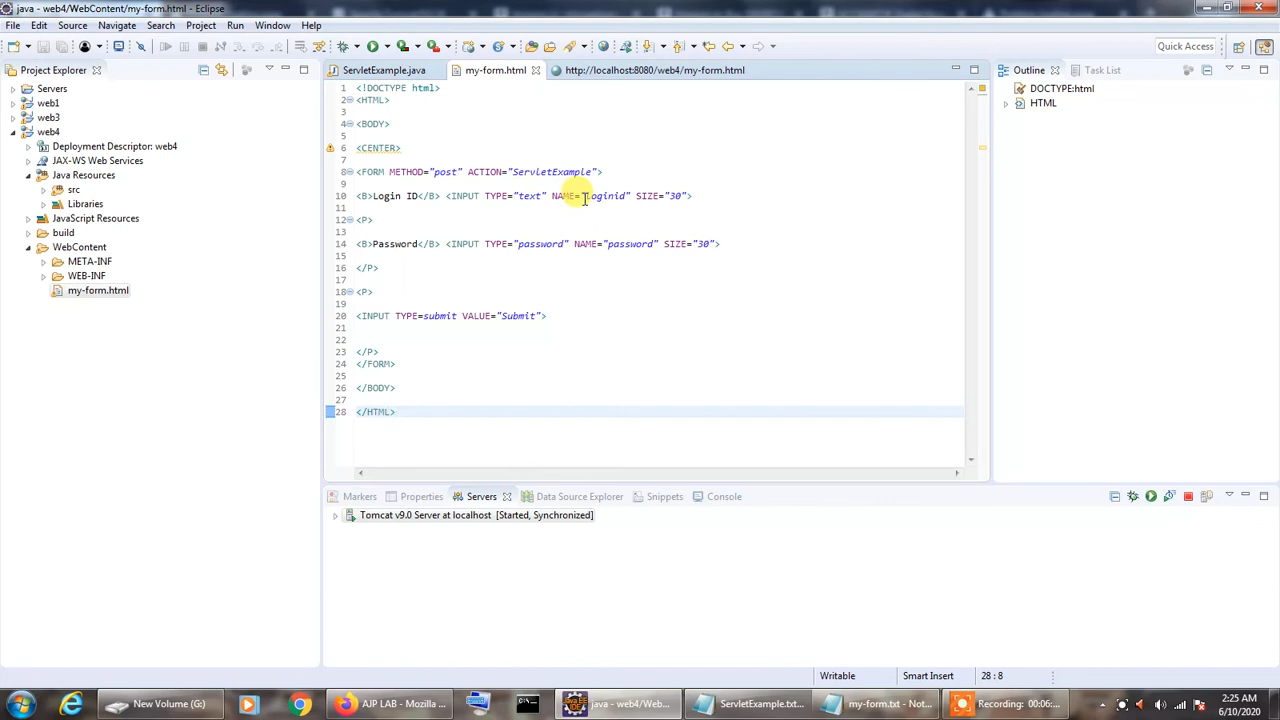 java - web4/WebContent/my-form.html - Eclipse
File Edit Source Navigate Search Project Run Window Help
Quick Access
Project Explorer
Servers
web1
web3
web4
Deployment Descriptor: web4
JAX-WS Web Services
Java Resources
src
Libraries
JavaScript Resources
build
WebContent
META-INF
WEB-INF
my-form.html
ServletExample.java my-form.html http://localhost:8080/web4/my-form.html
1 <!DOCTYPE html>
2 <HTML>
3
4 <BODY>
5
6 <CENTER>
7
8 <FORM METHOD="post" ACTION="ServletExample">
9
10 <B>Login ID</B> <INPUT TYPE="text" NAME="loginid" SIZE="30">
11
12 <P>
13
14 <B>Password</B> <INPUT TYPE="password" NAME="password" SIZE="30">
15
16 </P>
17
18 <P>
19
20 <INPUT TYPE=submit VALUE="Submit">
21
22
23 </P>
24 </FORM>
25
26 </BODY>
27
28 </HTML>
Outline Task List
DOCTYPE:html
HTML
Markers Properties Servers Data Source Explorer Snippets Console
Tomcat v9.0 Server at localhost [Started, Synchronized]
Writable Smart Insert 28 : 8
New Volume (G:) AJP LAB - Mozilla ... java - web4/Web... ServletExample.txt... my-form.txt - Not... Recording: 00:06:...
2:25 AM
6/10/2020